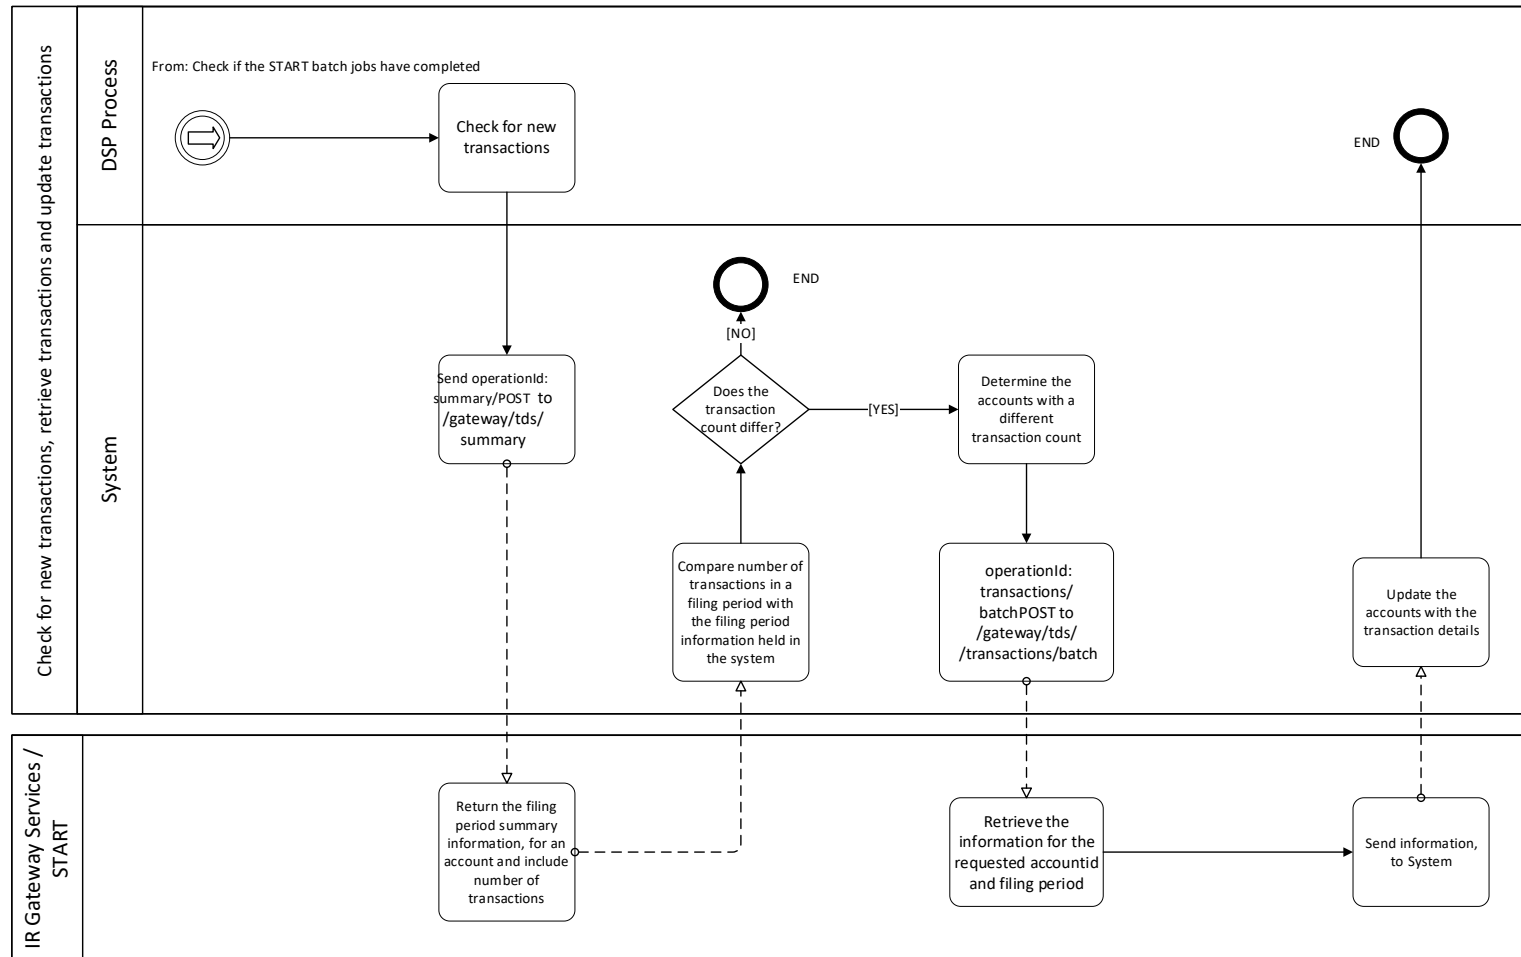 Check for new transactions, retrieve transactions and update transactions
DSP Process
From: Check if the START batch jobs have completed
Check for new
transactions
END
System
END
[NO]
Send operationId:
summary/POST to
/gateway/tds/
summary
Does the
transaction
count differ?
[YES]
Determine the
accounts with a
different
transaction count
Compare number of
transactions in a
filing period with
the filing period
information held in
the system
operationId:
transactions/
batchPOST to
/gateway/tds/
/transactions/batch
Update the
accounts with the
transaction details
IR Gateway Services /
START
Return the filing
period summary
information, for an
account and include
number of
transactions
Retrieve the
information for the
requested accountid
and filing period
Send information,
to System